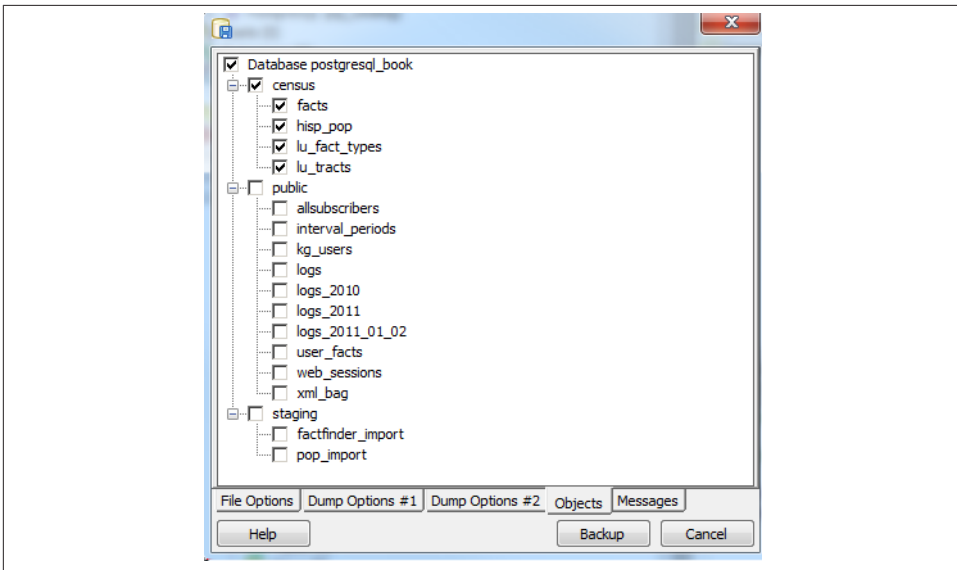 Database postgresql_book
census
facts
hisp_pop
lu_fact_types
lu_tracts
public
allsubscribers
interval_periods
kg_users
logs
logs_2010
logs_2011
logs_2011_01_02
user_facts
web_sessions
xml_bag
staging
factfinder_import
pop_import
File Options Dump Options #1 Dump Options #2 Objects Messages
Help Backup Cancel